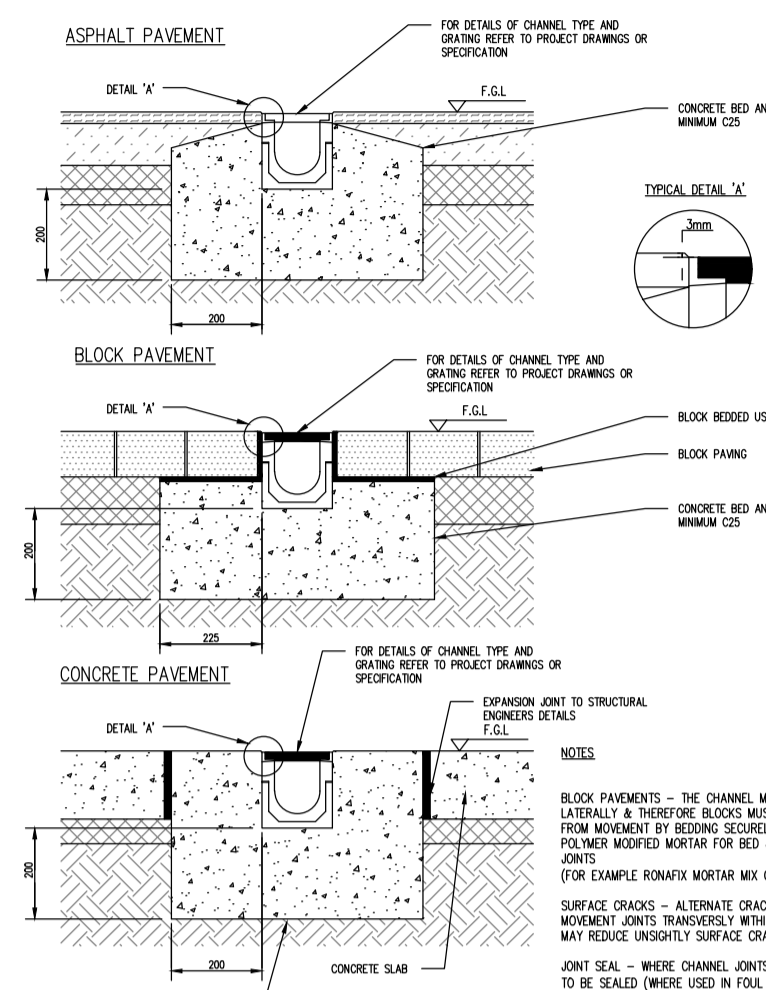 ASPHALT PAVEMENT
FOR DETAILS OF CHANNEL TYPE AND
GRATING REFER TO PROJECT DRAWINGS OR
SPECIFICATION
DETAIL 'A'
F.G.L
CONCRETE BED AN
MINIMUM C25
TYPICAL DETAIL 'A'
3mm
200
200
BLOCK PAVEMENT
FOR DETAILS OF CHANNEL TYPE AND
GRATING REFER TO PROJECT DRAWINGS OR
SPECIFICATION
DETAIL 'A'
F.G.L
BLOCK BEDDED US
BLOCK PAVING
CONCRETE BED AN
MINIMUM C25
200
225
CONCRETE PAVEMENT
FOR DETAILS OF CHANNEL TYPE AND
GRATING REFER TO PROJECT DRAWINGS OR
SPECIFICATION
EXPANSION JOINT TO STRUCTURAL
ENGINEERS DETAILS
DETAIL 'A'
F.G.L
200
200
CONCRETE SLAB
NOTES
BLOCK PAVEMENTS – THE CHANNEL M
LATERALLY & THEREFORE BLOCKS MUS
FROM MOVEMENT BY BEDDING SECUREL
POLYMER MODIFIED MORTAR FOR BED
JOINTS
(FOR EXAMPLE RONAFIX MORTAR MIX
SURFACE CRACKS – ALTERNATE CRAC
MOVEMENT JOINTS TRANSVERSLY WITHI
MAY REDUCE UNSIGHTLY SURFACE CRA
JOINT SEAL – WHERE CHANNEL JOINTS
TO BE SEALED (WHERE USED IN FOUL